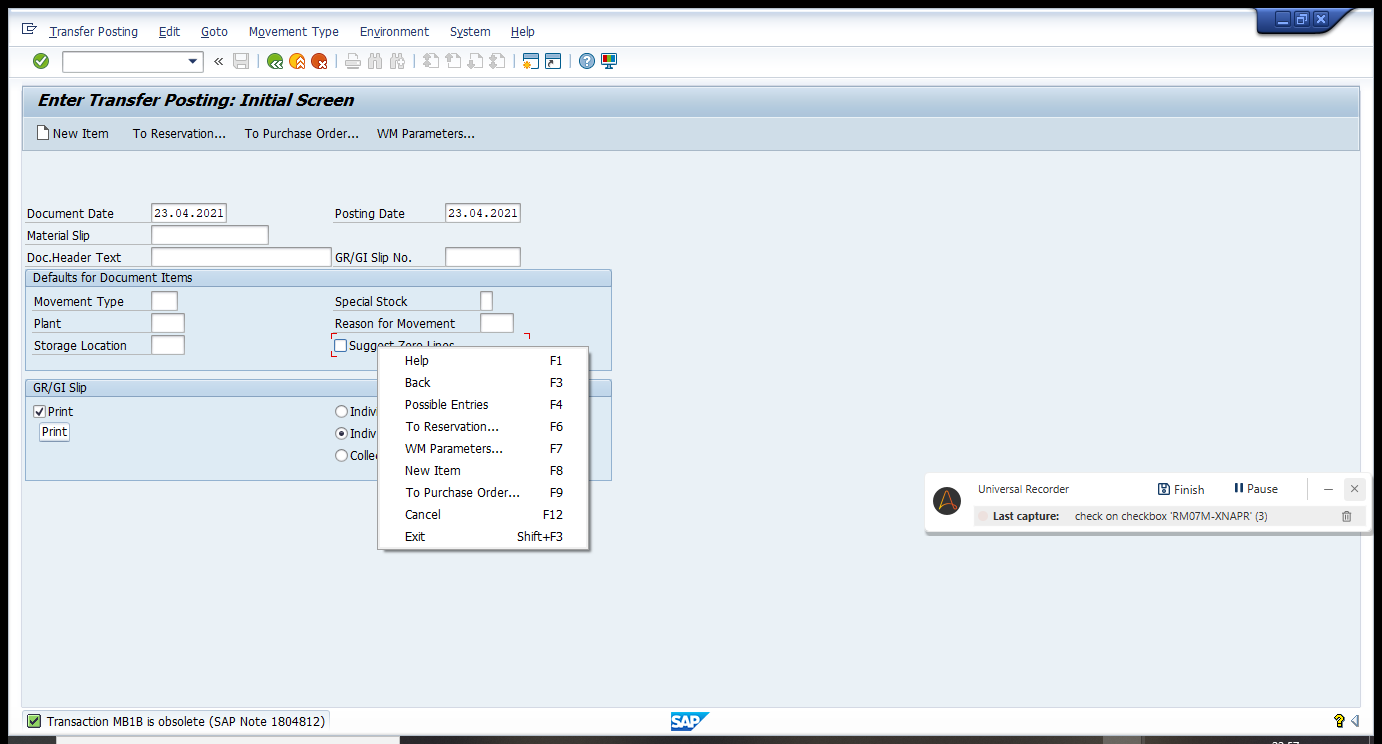 Transfer Posting Edit Goto Movement Type Environment System Help
Enter Transfer Posting: Initial Screen
New Item To Reservation... To Purchase Order... WM Parameters...
Document Date 23.04.2021 Posting Date 23.04.2021
Material Slip
Doc.Header Text GR/GI Slip No.
Defaults for Document Items
Movement Type Special Stock
Plant Reason for Movement
Storage Location Suggest Zero Lines
Help F1
Back F3
Possible Entries F4
To Reservation... F6
WM Parameters... F7
New Item F8
To Purchase Order... F9
Cancel F12
Exit Shift+F3
GR/GI Slip
Print Indiv
Print Indiv
Collec
Universal Recorder Finish Pause
Last capture: check on checkbox 'RM07M-XNAPR' (3)
Transaction MB1B is obsolete (SAP Note 1804812)
SAP